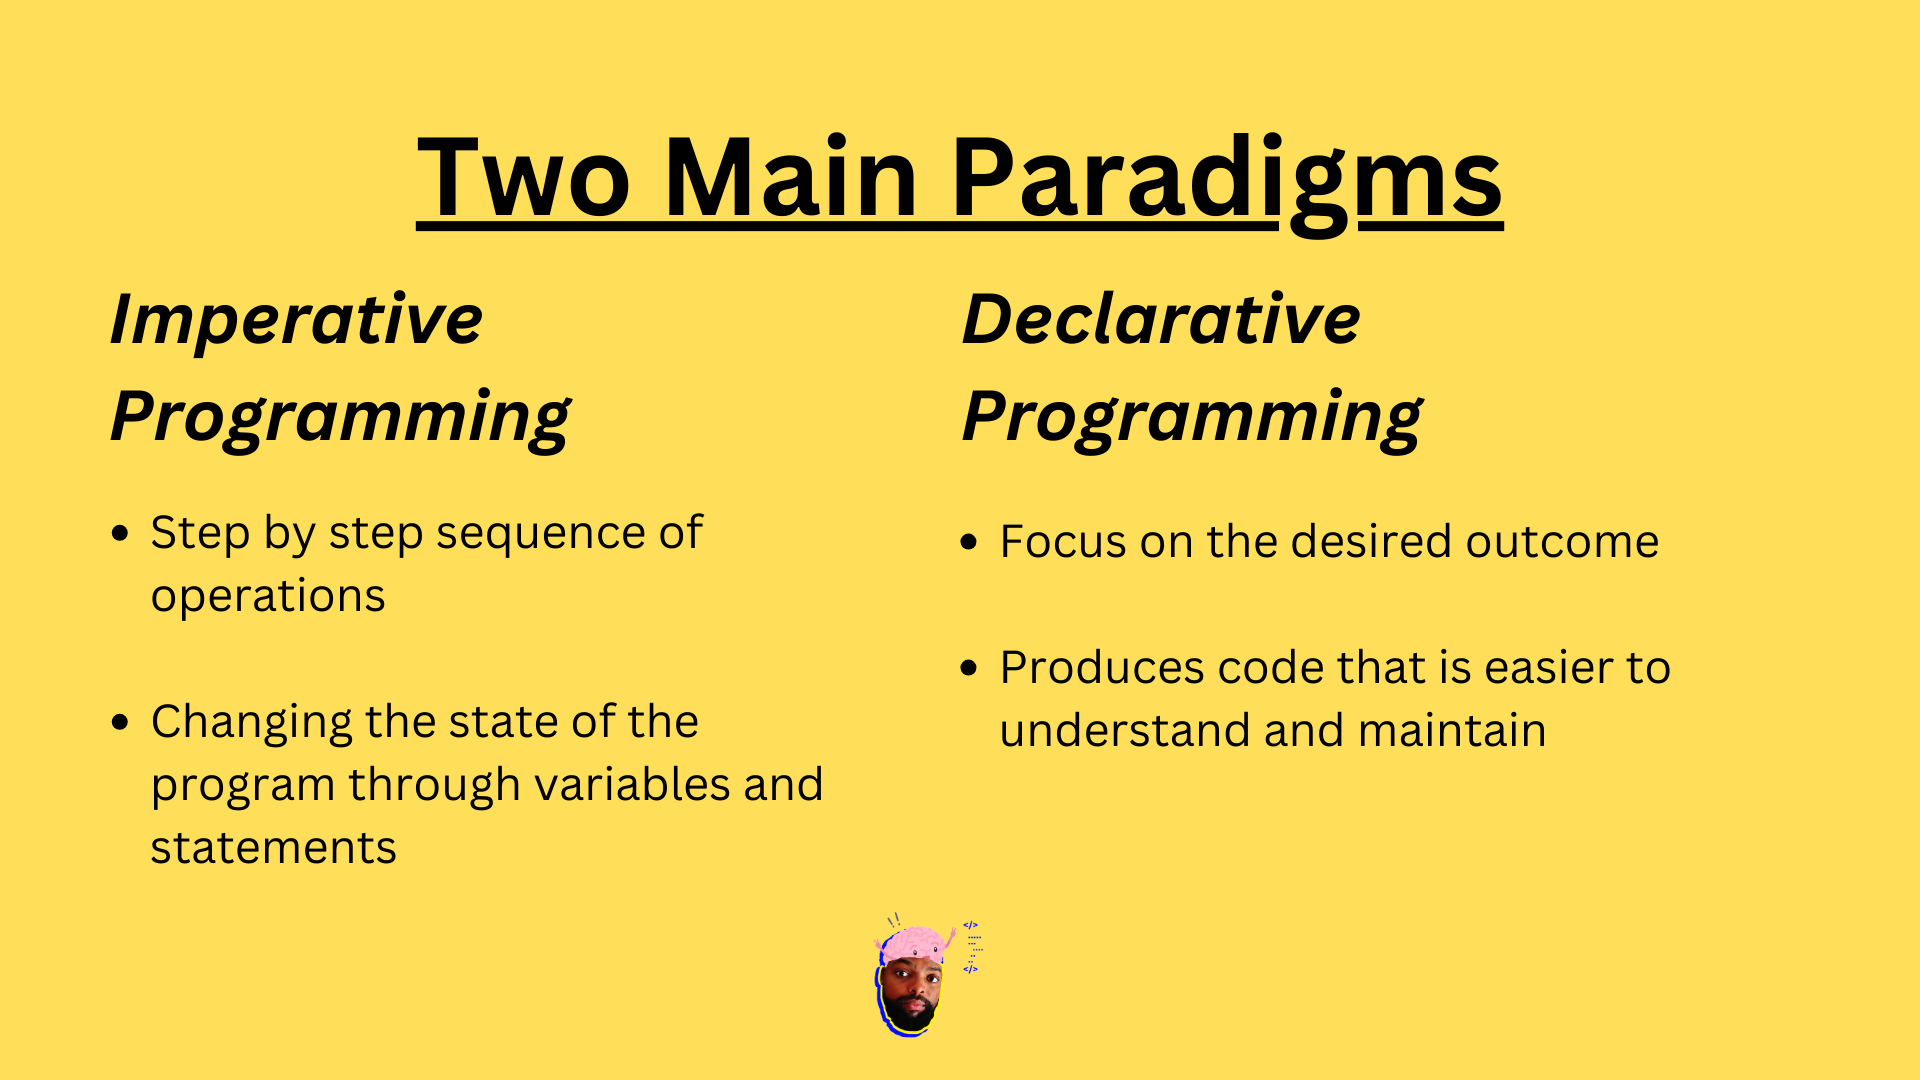 Two Main Paradigms
Imperative
Programming
• Step by step sequence of
operations
• Changing the state of the
program through variables and
statements
Declarative
Programming
• Focus on the desired outcome
• Produces code that is easier to
understand and maintain
!!
</>
</>